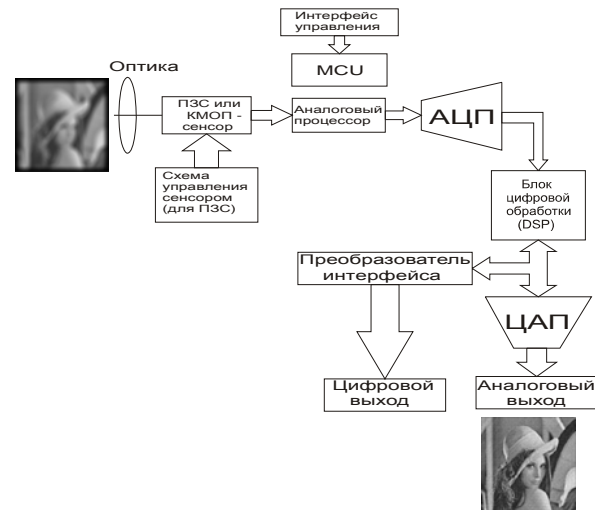 Интерфейс
управления
MCU
Оптика
ПЗС или
КМОП -
сенсор
Аналоговый
процессор
АЦП
Схема
управления
сенсором
(для ПЗС)
Блок
цифровой
обработки
(DSP)
Преобразователь
интерфейса
ЦАП
Цифровой
выход
Аналоговый
выход